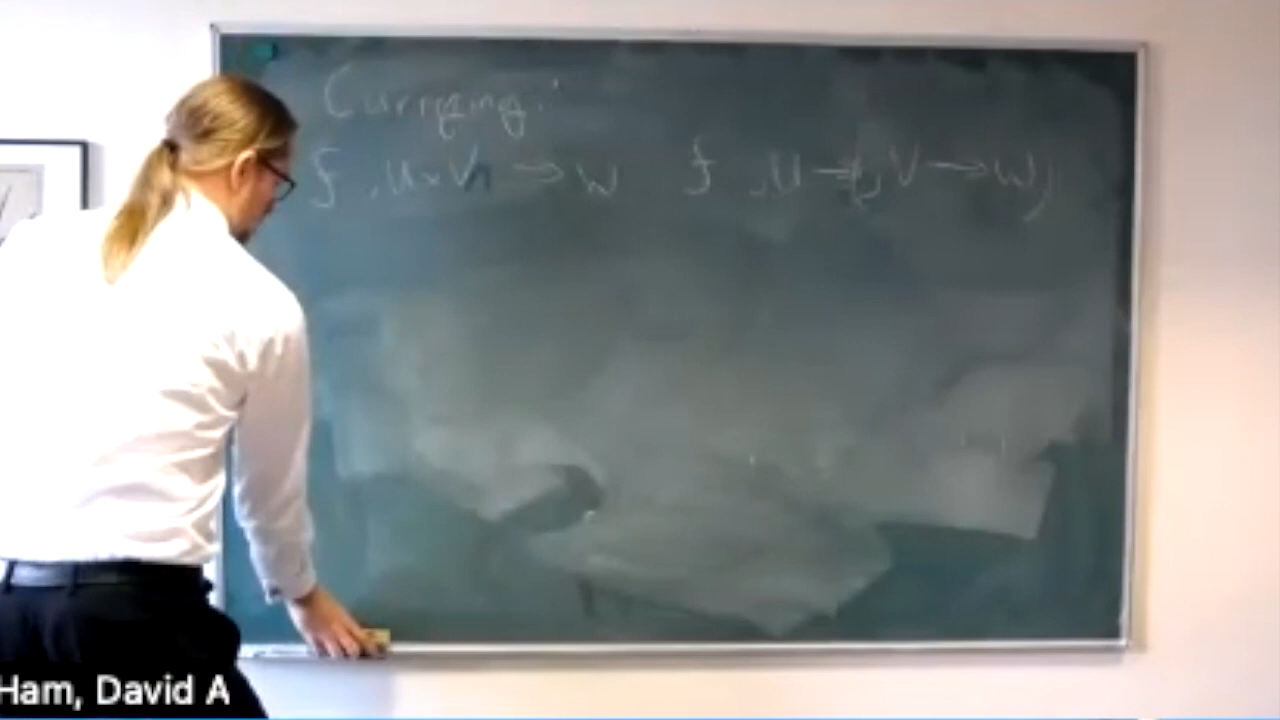 Currying:
f : U×V → W f : U → (V → W)
Ham, David A